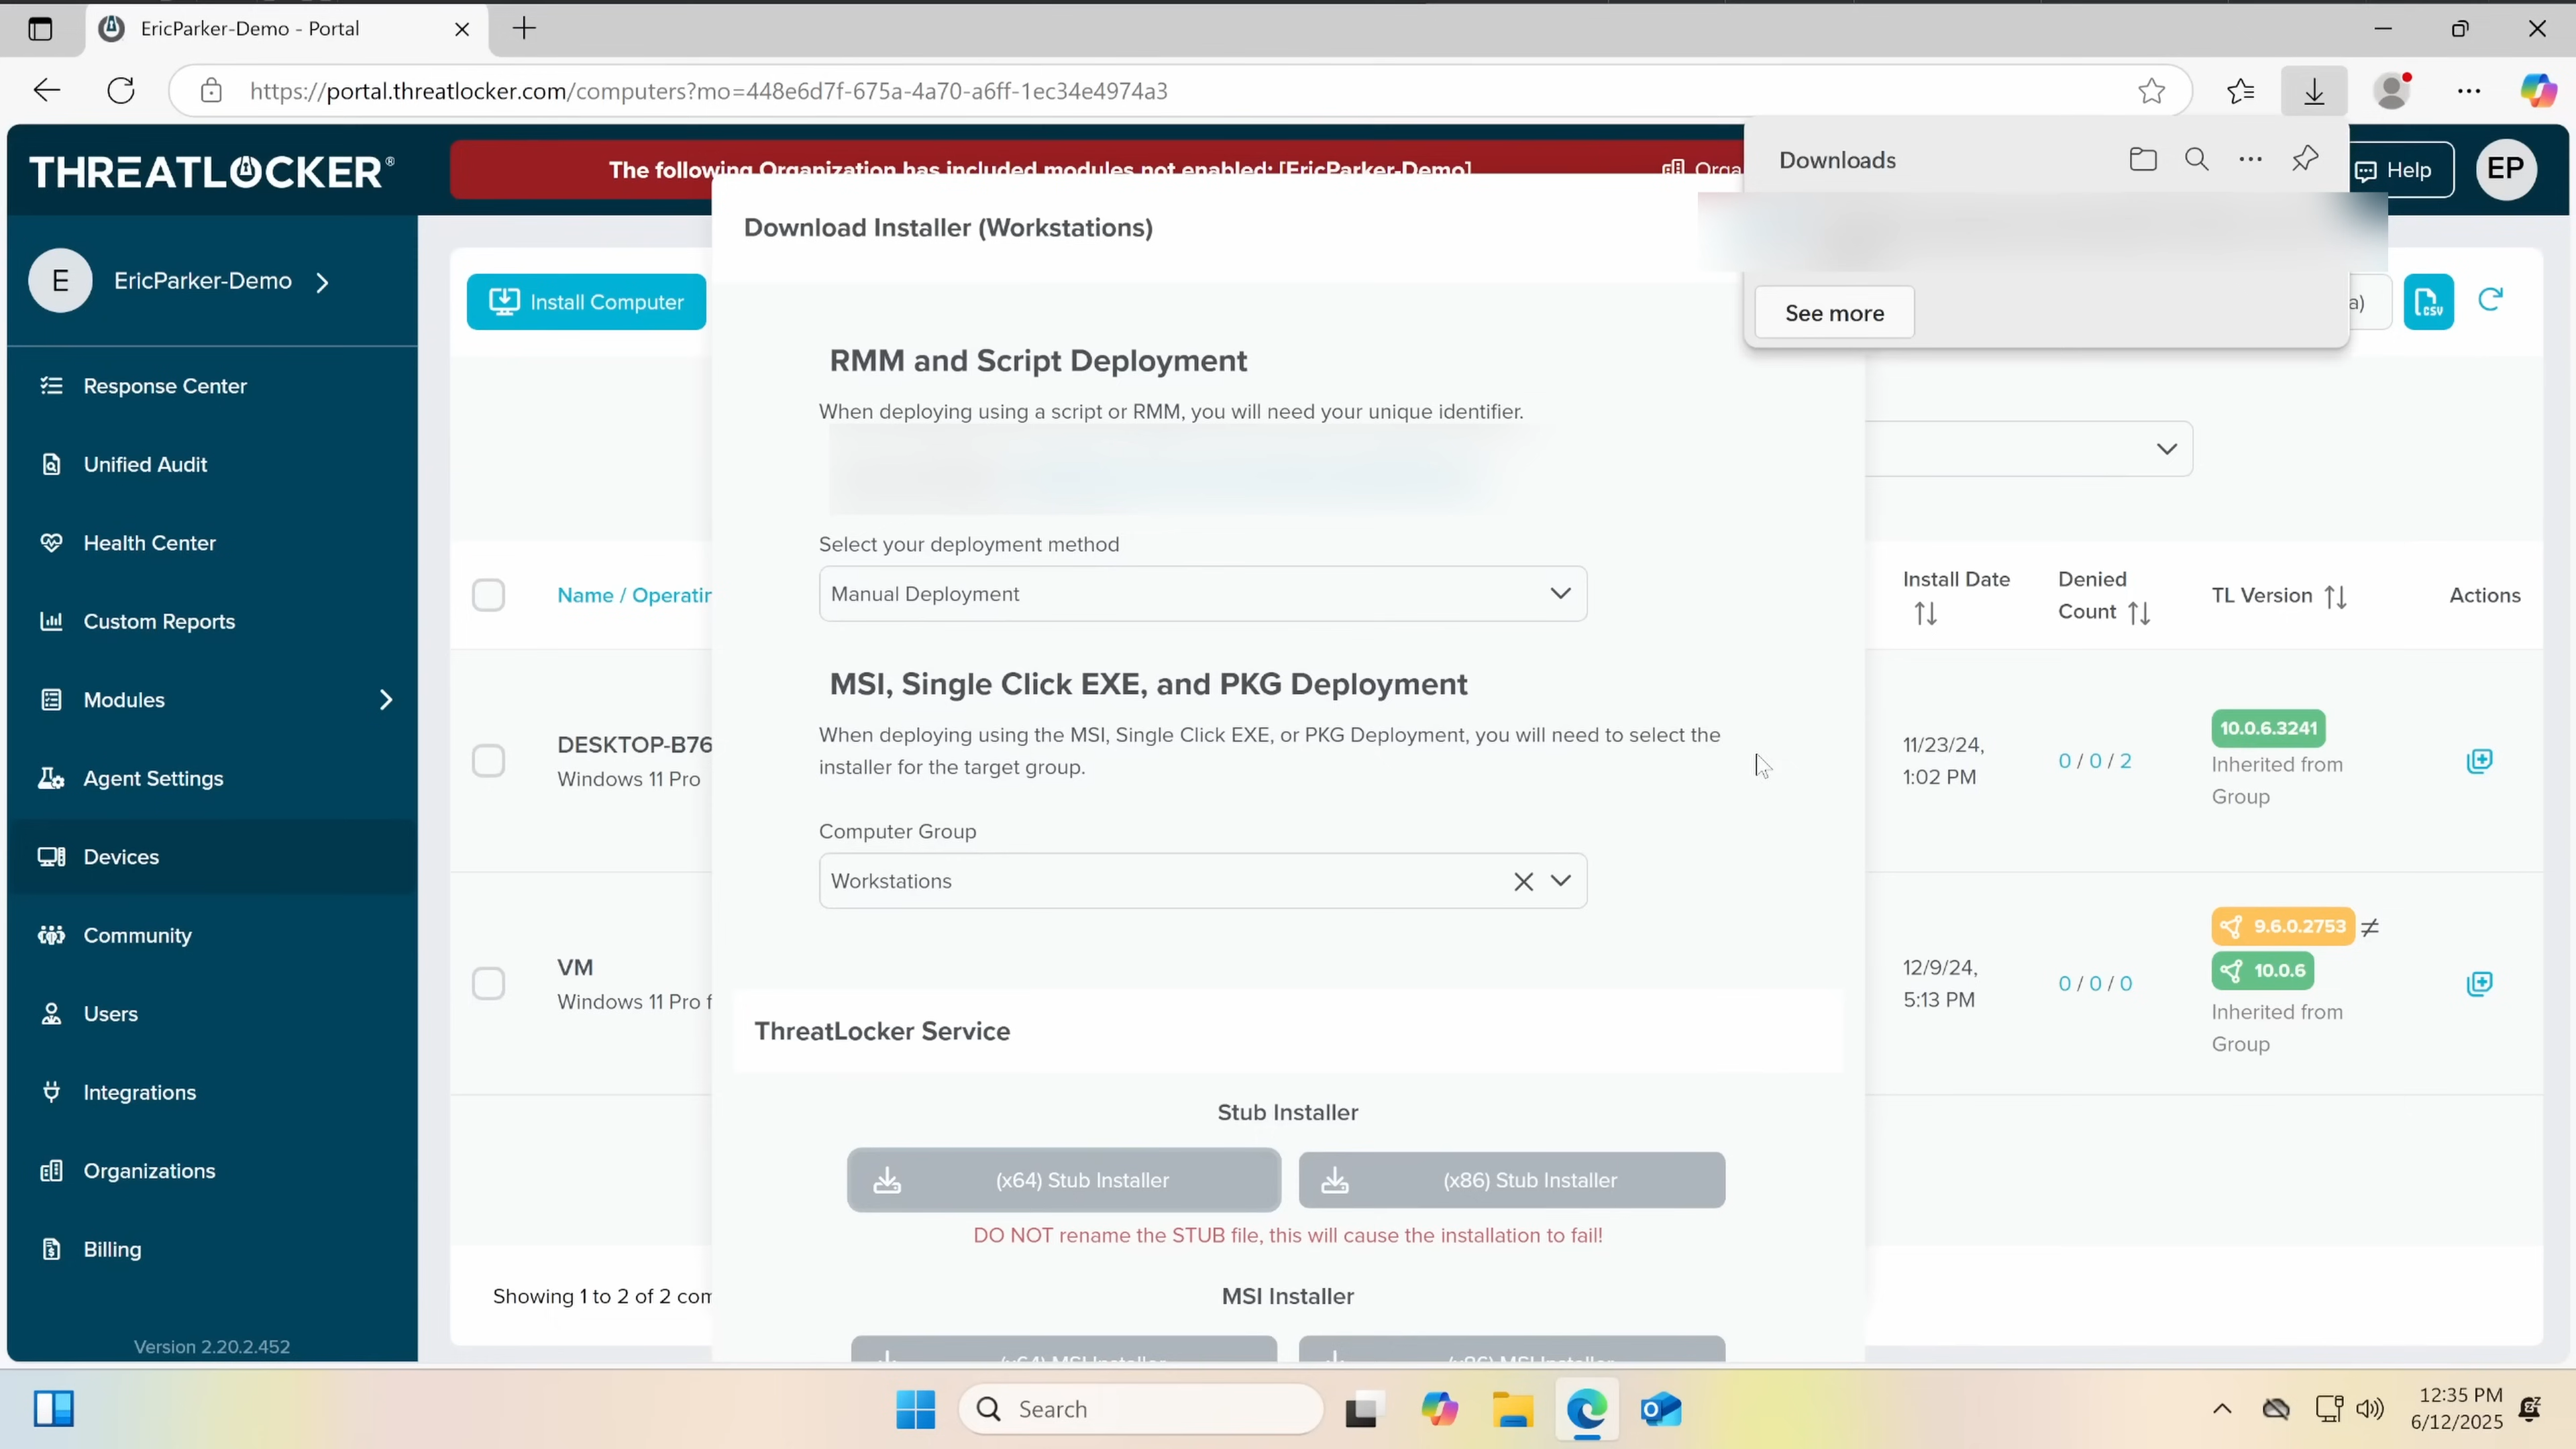 EricParker-Demo - Portal
https://portal.threatlocker.com/computers?mo=448e6d7f-675a-4a70-a6ff-1ec34e4974a3
THREATLOCKER®
The following Organization has included modules not enabled: [EricParker-Demo]
Orga
Downloads
Help
EP
See more
E
EricParker-Demo
Response Center
Unified Audit
Health Center
Custom Reports
Modules
Agent Settings
Devices
Community
Users
Integrations
Organizations
Billing
Version 2.20.2.452
Install Computer
a)
CSV
Download Installer (Workstations)
RMM and Script Deployment
When deploying using a script or RMM, you will need your unique identifier.
Select your deployment method
Manual Deployment
MSI, Single Click EXE, and PKG Deployment
When deploying using the MSI, Single Click EXE, or PKG Deployment, you will need to select the
installer for the target group.
Computer Group
Workstations
ThreatLocker Service
Stub Installer
(x64) Stub Installer
(x86) Stub Installer
DO NOT rename the STUB file, this will cause the installation to fail!
MSI Installer
(x64) MSI Installer
(x86) MSI Installer
Name / Operatin
Install Date
Denied
Count
TL Version
Actions
DESKTOP-B76
Windows 11 Pro
11/23/24,
1:02 PM
0 / 0 / 2
10.0.6.3241
Inherited from
Group
VM
Windows 11 Pro f
12/9/24,
5:13 PM
0 / 0 / 0
9.6.0.2753 ≠
10.0.6
Inherited from
Group
Showing 1 to 2 of 2 com
Search
12:35 PM
6/12/2025